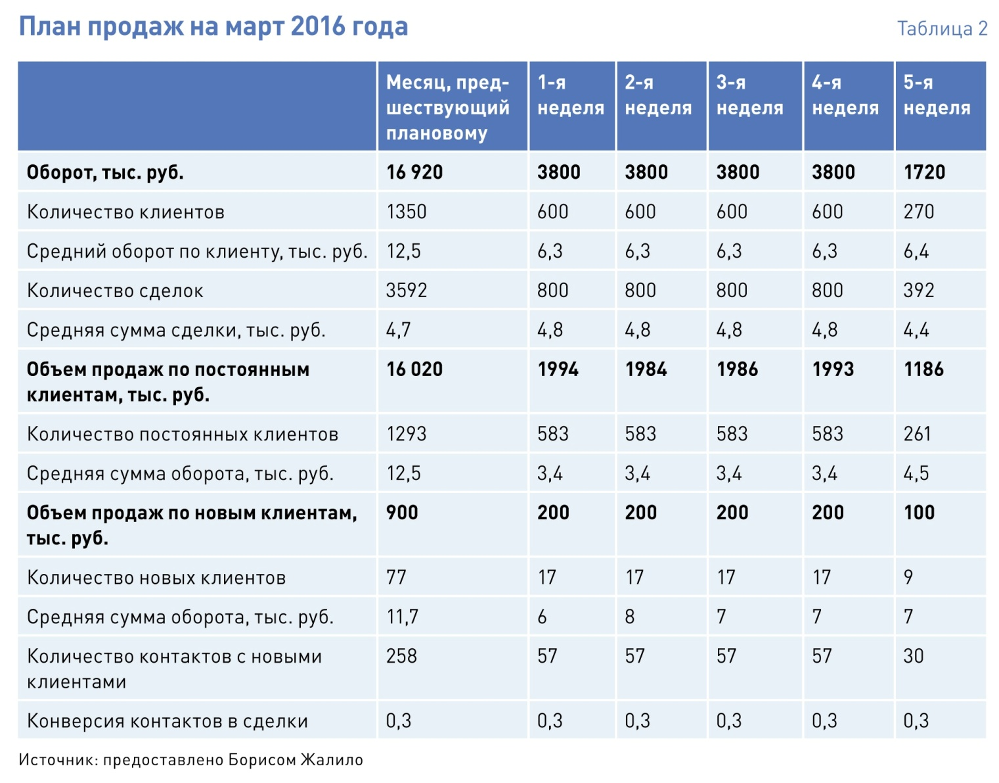 План продаж на март 2016 года
Таблица 2
Месяц, пред-
шествующий
плановому
1-я
неделя
2-я
неделя
3-я
неделя
4-я
неделя
5-я
неделя
Оборот, тыс. руб. 16 920 3800 3800 3800 3800 1720
Количество клиентов 1350 600 600 600 600 270
Средний оборот по клиенту, тыс. руб. 12,5 6,3 6,3 6,3 6,3 6,4
Количество сделок 3592 800 800 800 800 392
Средняя сумма сделки, тыс. руб. 4,7 4,8 4,8 4,8 4,8 4,4
Объем продаж по постоянным 16 020 1994 1984 1986 1993 1186
клиентам, тыс. руб.
Количество постоянных клиентов 1293 583 583 583 583 261
Средняя сумма оборота, тыс. руб. 12,5 3,4 3,4 3,4 3,4 4,5
Объем продаж по новым клиентам, 900 200 200 200 200 100
тыс. руб.
Количество новых клиентов 77 17 17 17 17 9
Средняя сумма оборота, тыс. руб. 11,7 6 8 7 7 7
Количество контактов с новыми 258 57 57 57 57 30
клиентами
Конверсия контактов в сделки 0,3 0,3 0,3 0,3 0,3 0,3
Источник: предоставлено Борисом Жалило